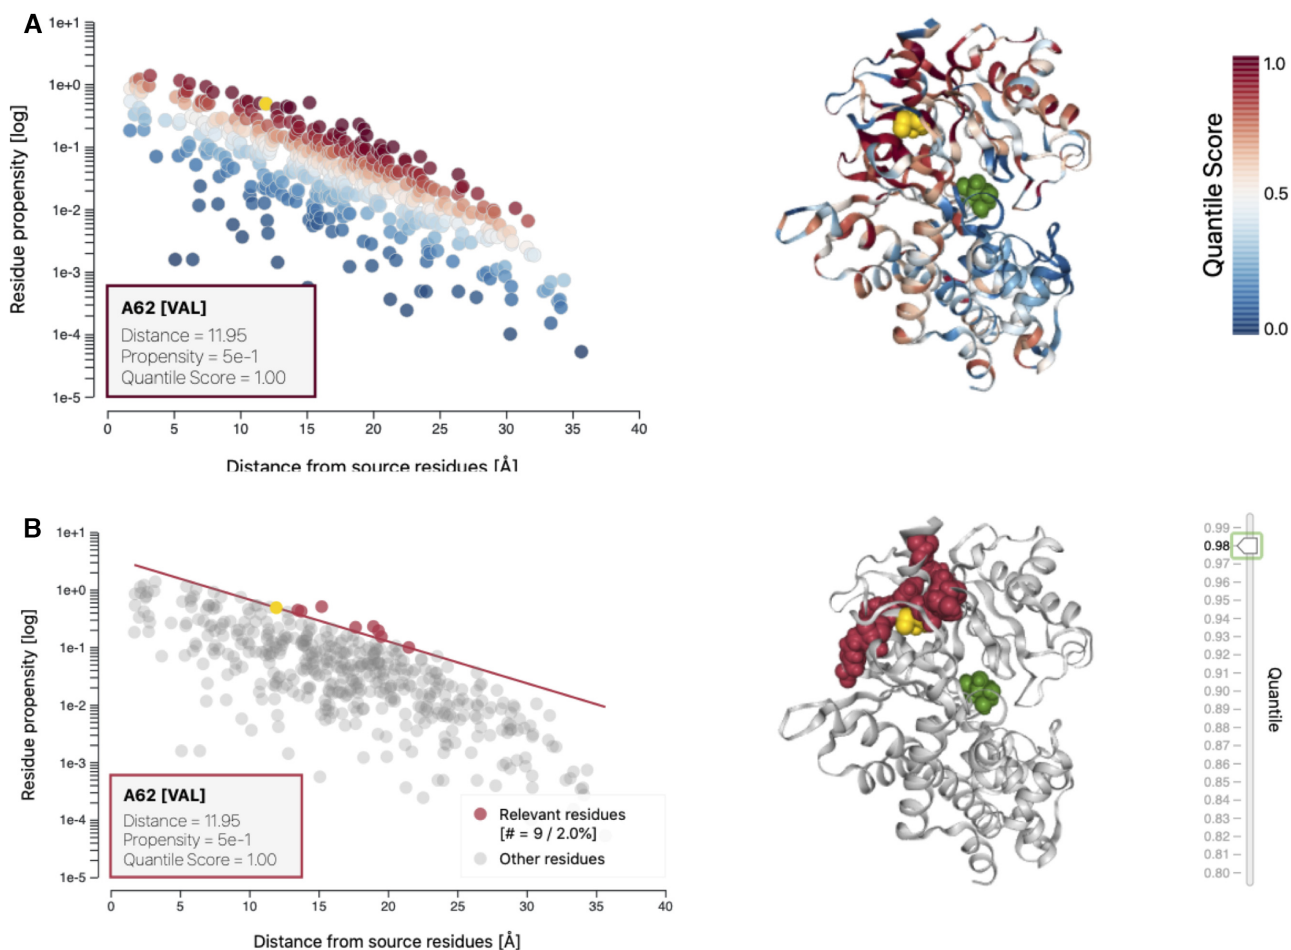 A
1e+1
1e+0
1e-1
1e-2
1e-3
1e-4
1e-5
Residue propensity [log]
A62 [VAL]
Distance = 11.95
Propensity = 5e-1
Quantile Score = 1.00
0 5 10 15 20 25 30 35 40
Distance from source residues [Å]
Quantile Score
1.0
0.5
0.0
B
1e+1
1e+0
1e-1
1e-2
1e-3
1e-4
1e-5
Residue propensity [log]
A62 [VAL]
Distance = 11.95
Propensity = 5e-1
Quantile Score = 1.00
Relevant residues
[# = 9 / 2.0%]
Other residues
0 5 10 15 20 25 30 35 40
Distance from source residues [Å]
0.99
0.98
0.97
0.96
0.95
0.94
0.93
0.92
0.91
0.90
0.89
0.88
0.87
0.86
0.85
0.84
0.83
0.82
0.81
0.80
Quantile